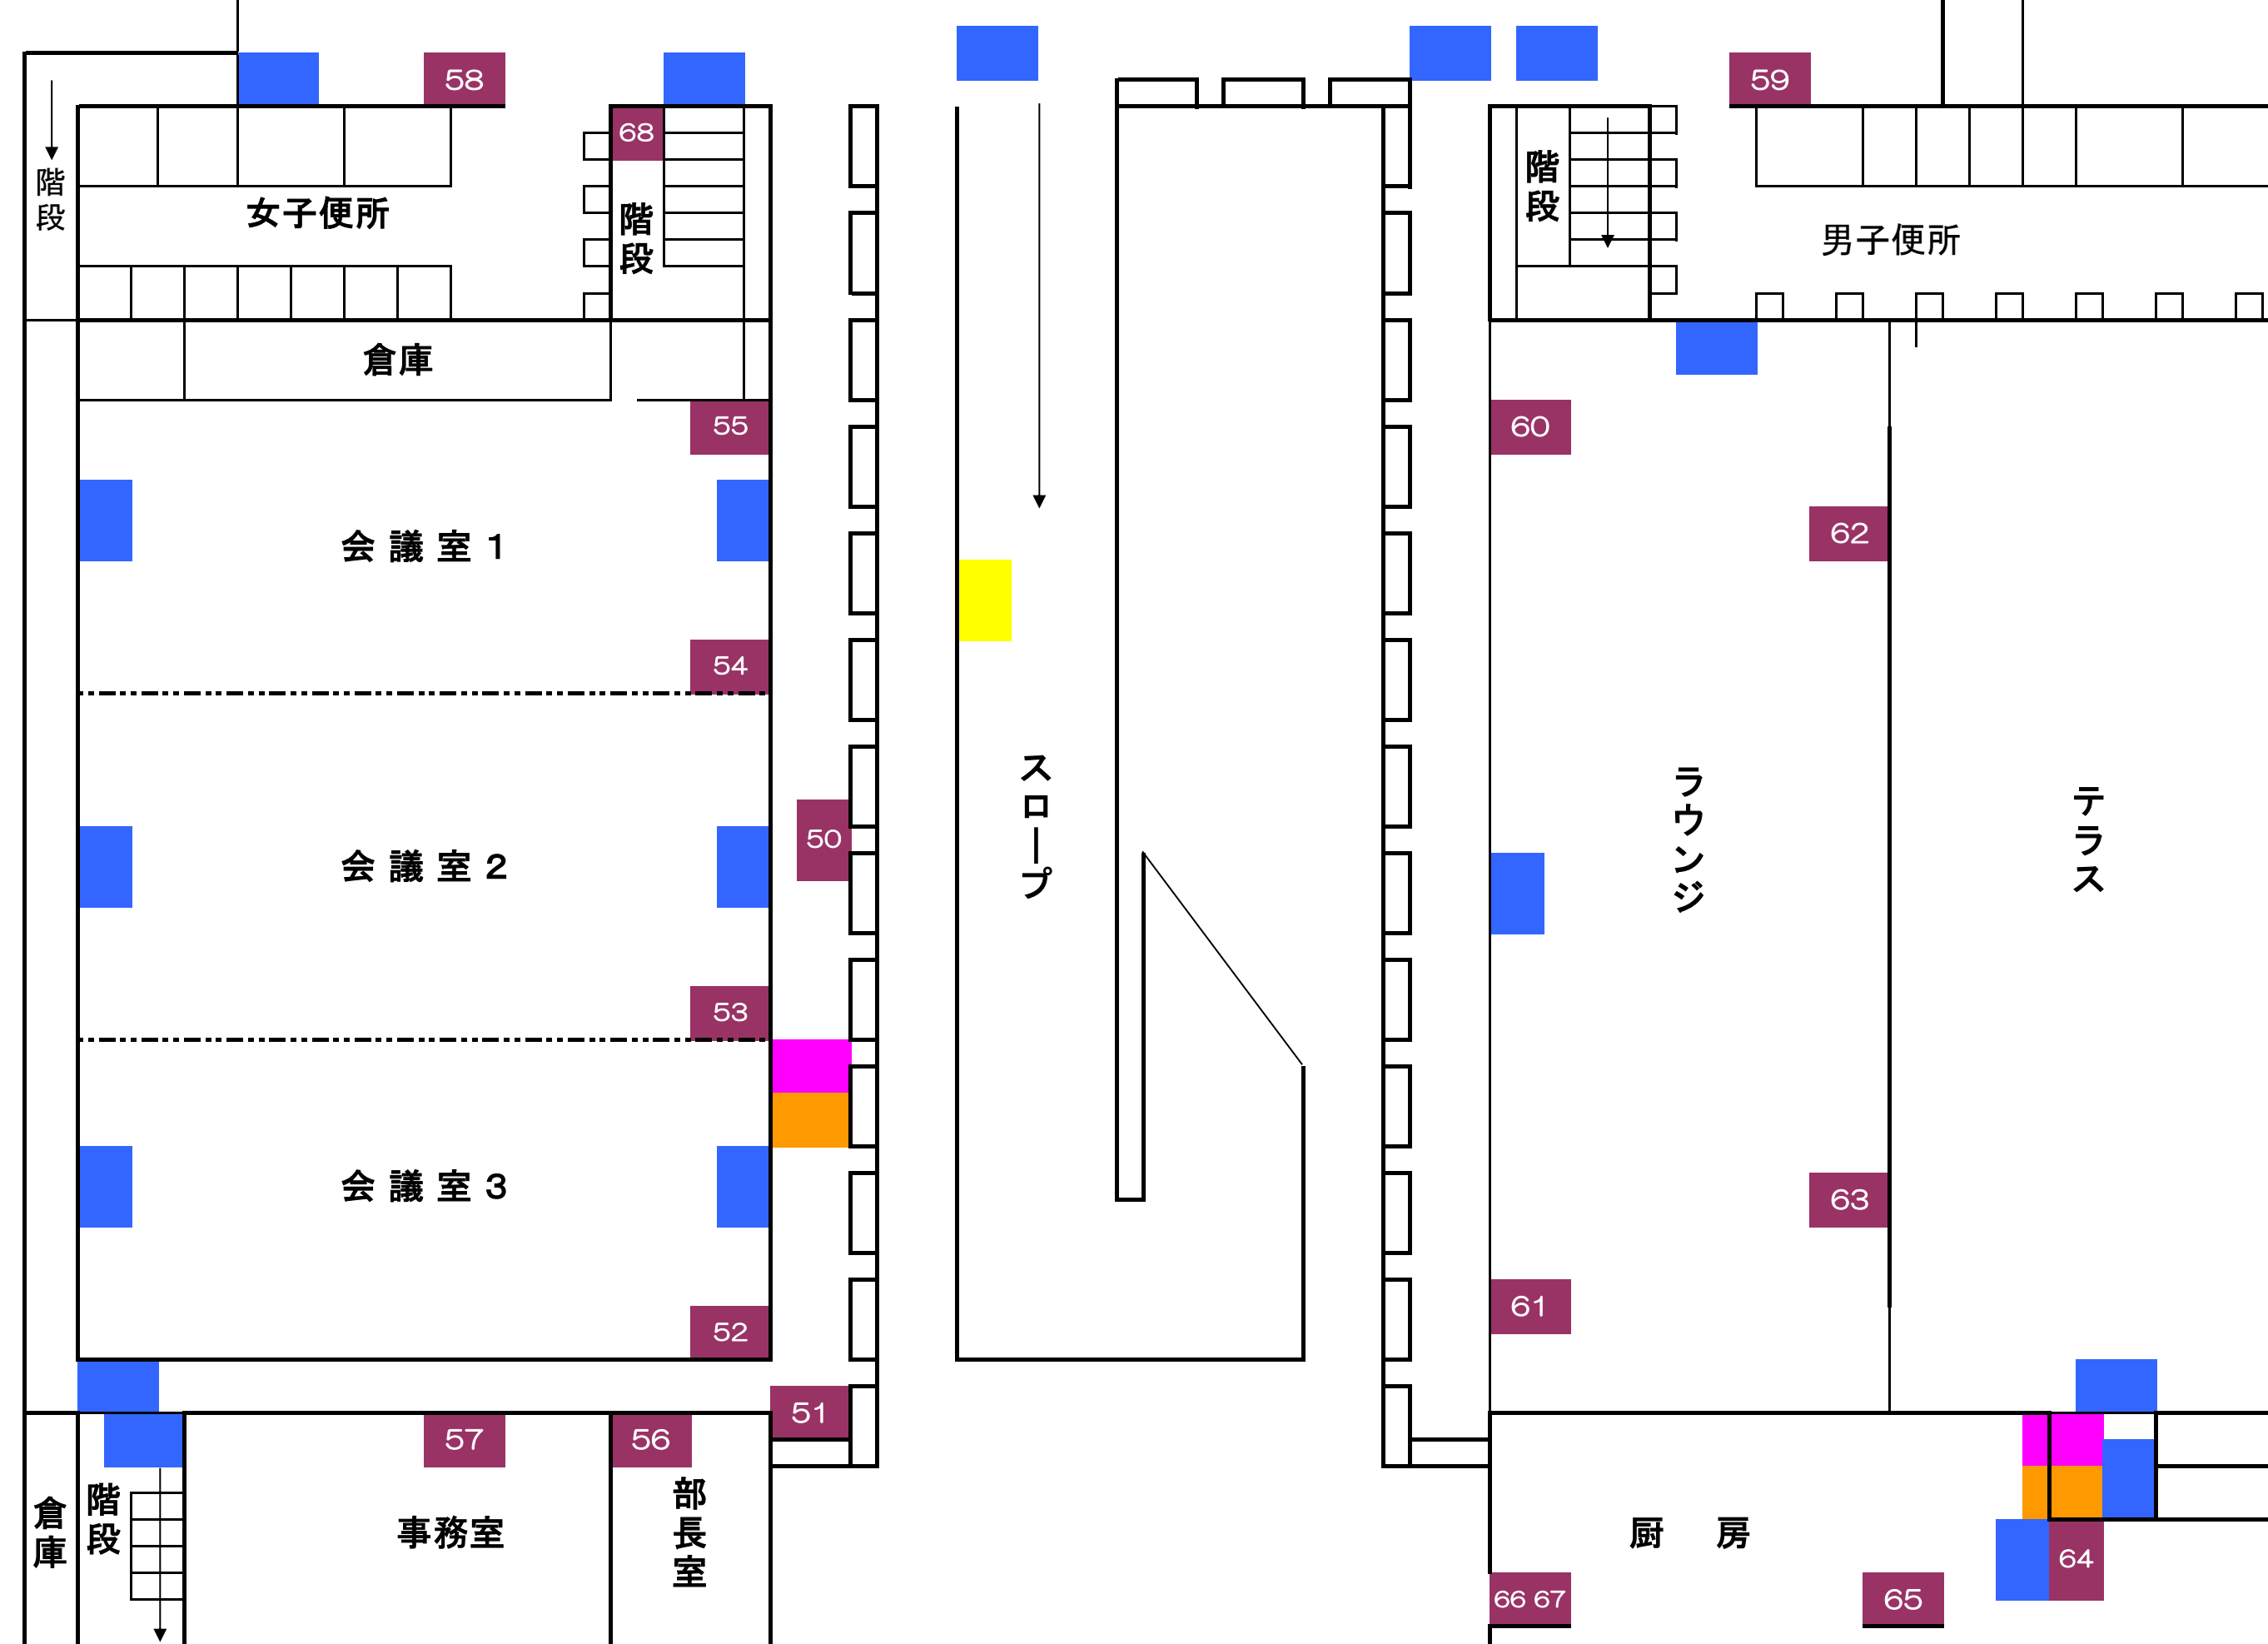 58
59
68
階段
階段
階段
女子便所
男子便所
倉庫
55
60
会議室1
62
54
スロープ
ラウンジ
テラス
50
会議室2
53
会議室3
63
61
52
51
57
56
倉庫
階段
事務室
部長室
厨房
64
66 67
65